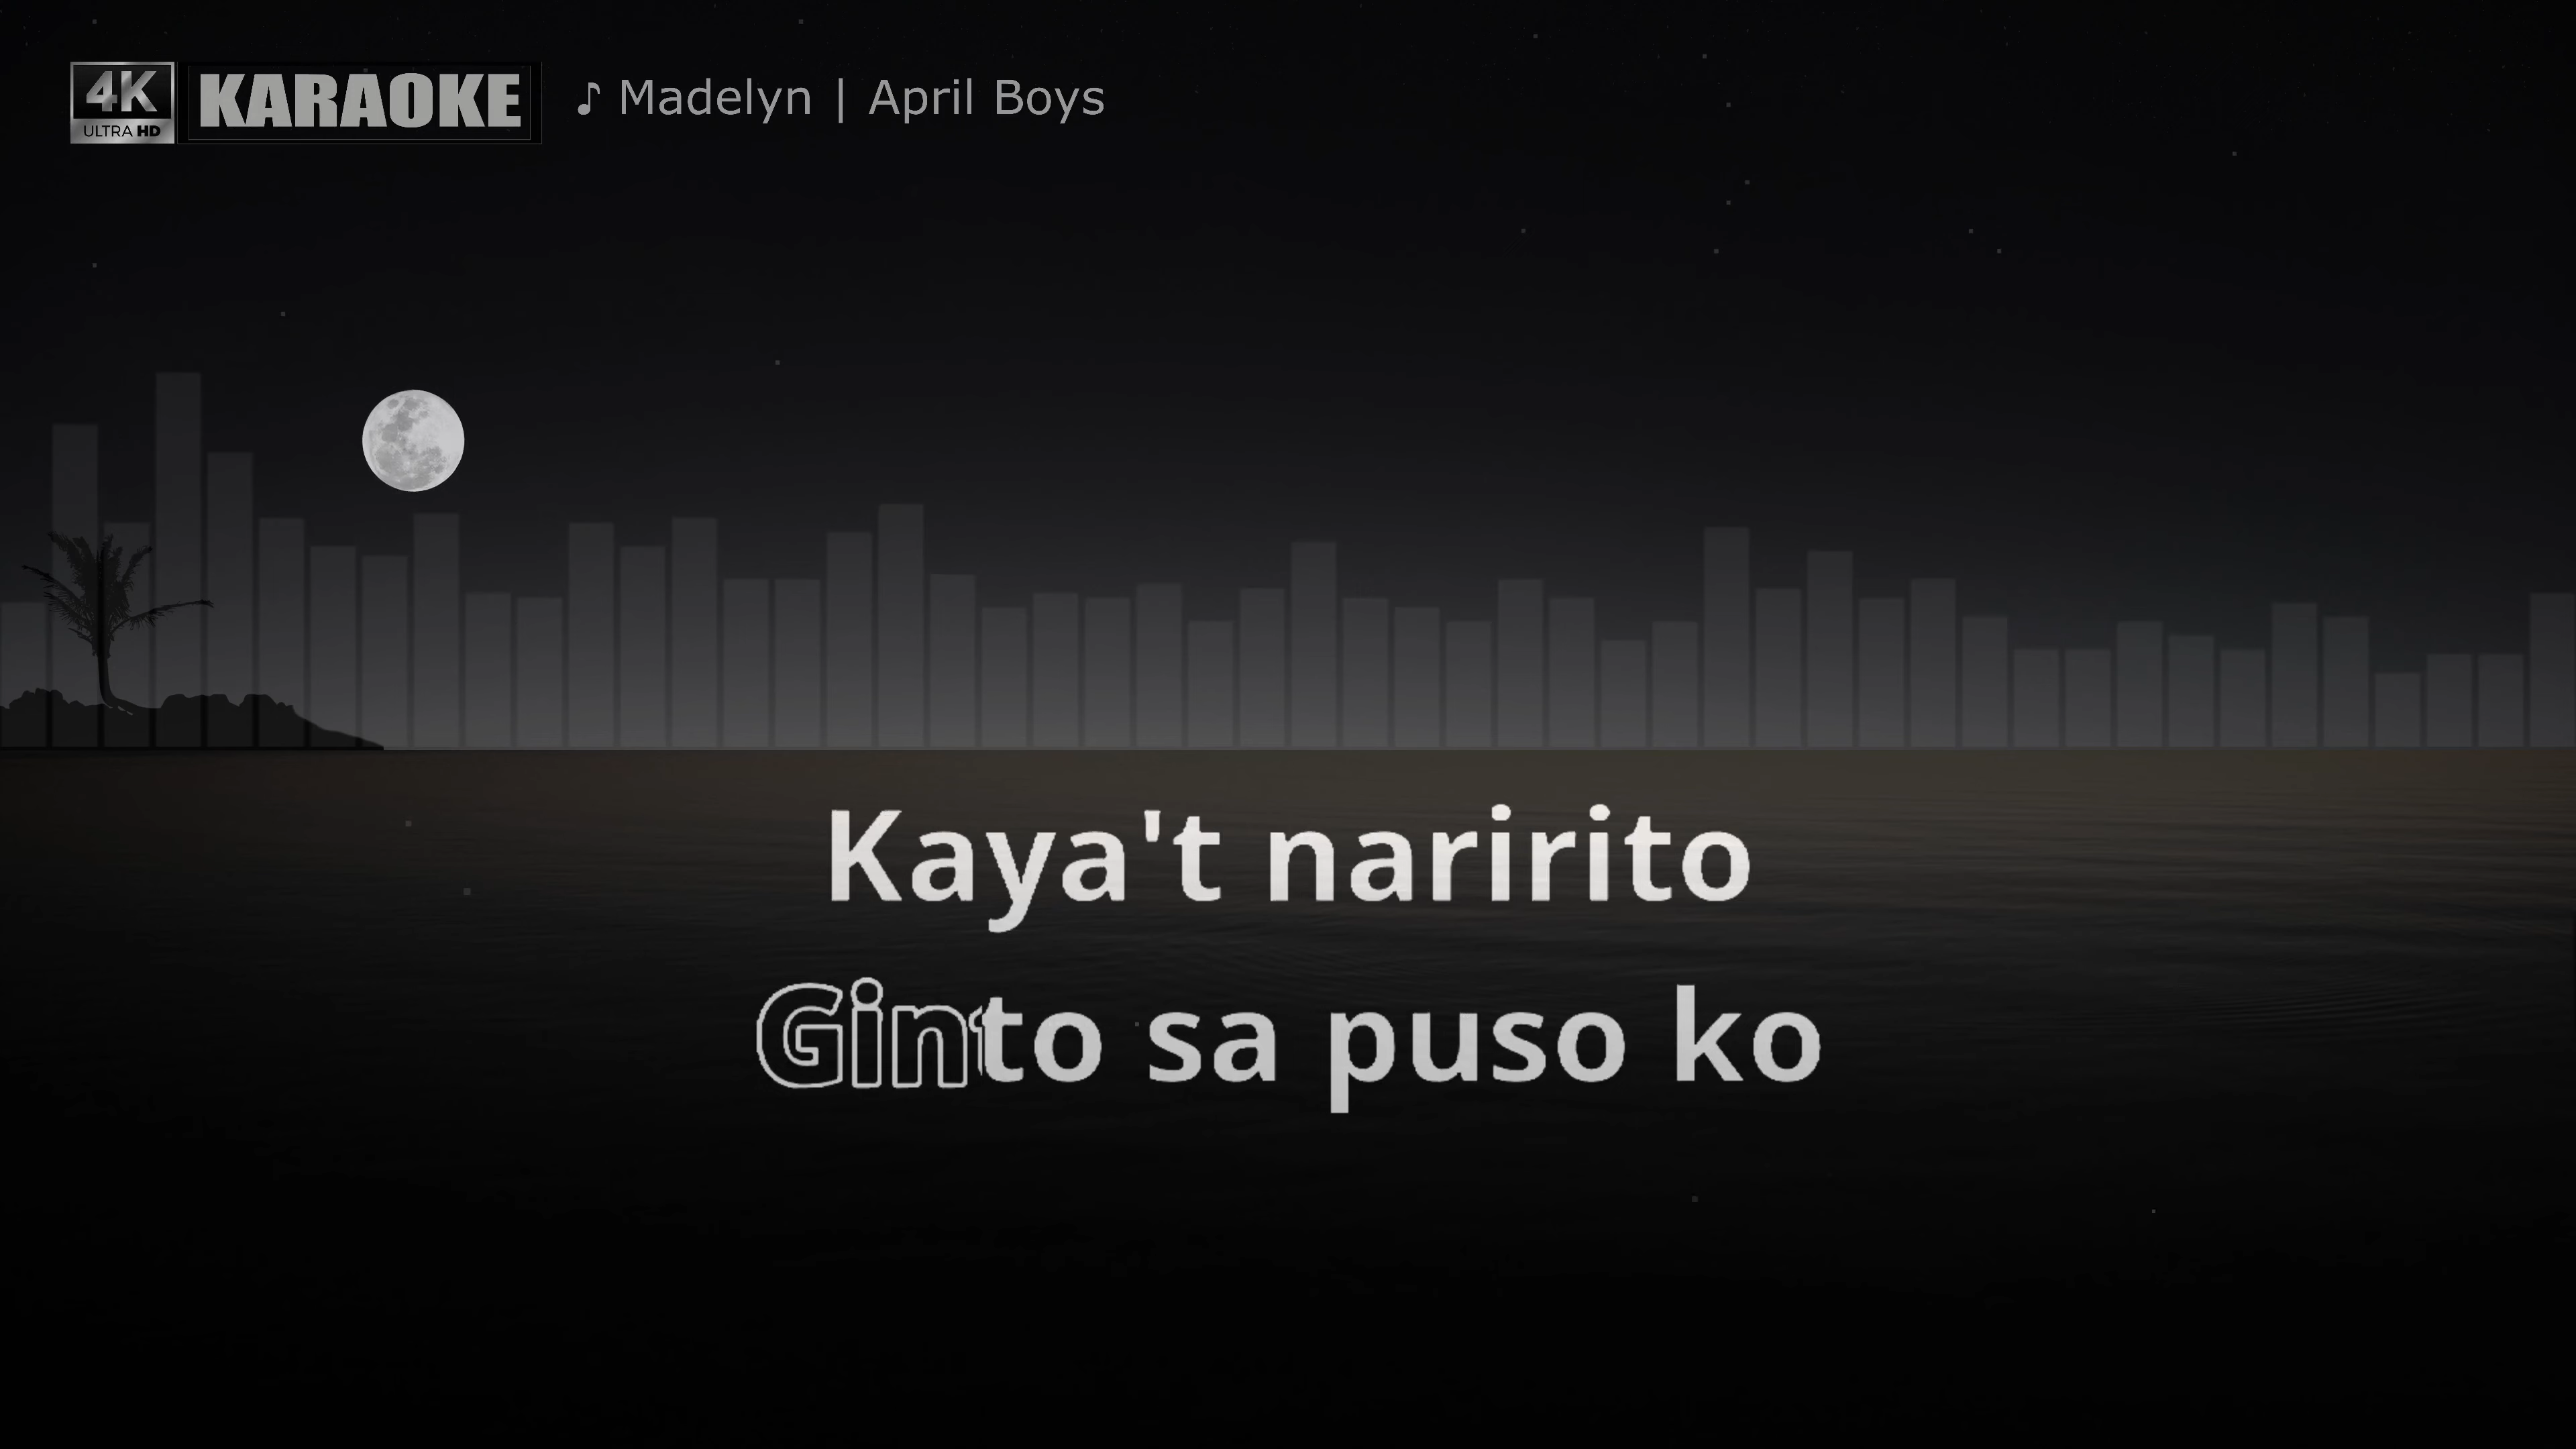 4K
ULTRA HD
KARAOKE
♪ Madelyn | April Boys
Kaya't naririto
Ginto sa puso ko